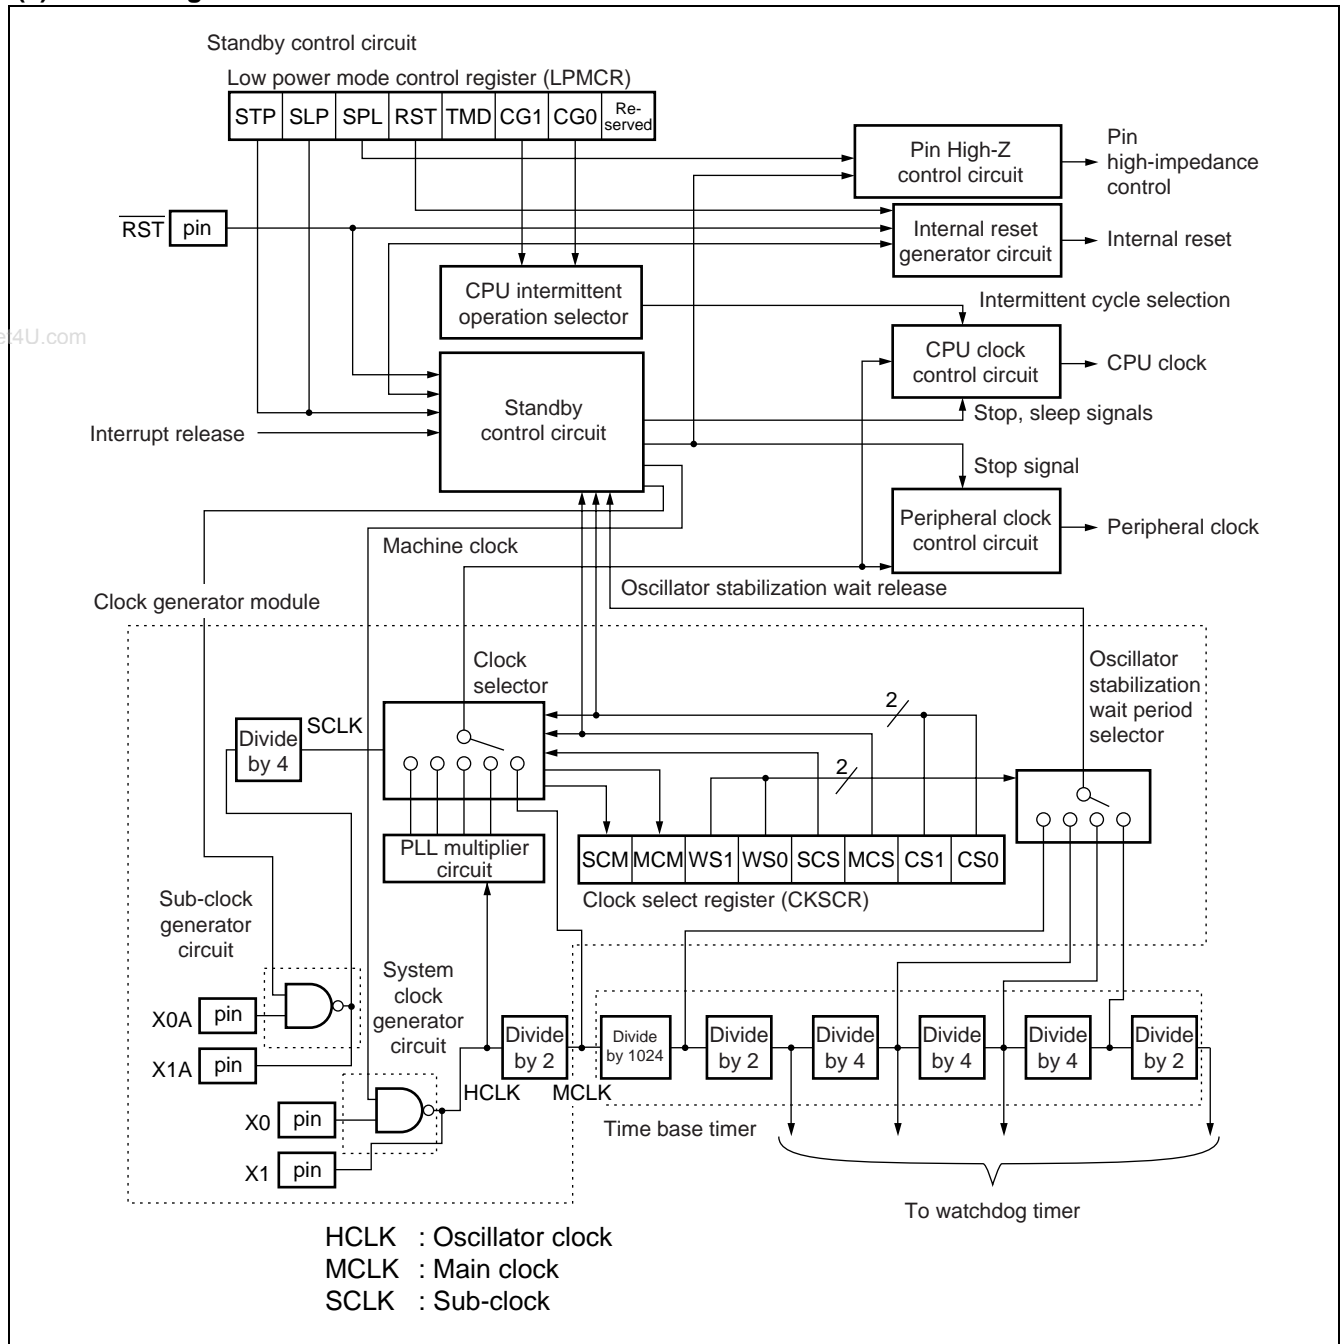 Standby control circuit
Low power mode control register (LPMCR)
STP SLP SPL RST TMD CG1 CG0 Re-
served
Pin High-Z
control circuit
Pin
high-impedance
control
RST pin
Internal reset
generator circuit
Internal reset
CPU intermittent
operation selector
Intermittent cycle selection
et4U.com
CPU clock
control circuit
CPU clock
Standby
control circuit
Stop, sleep signals
Interrupt release
Stop signal
Peripheral clock
control circuit
Peripheral clock
Machine clock
Oscillator stabilization wait release
Clock generator module
Clock
selector
Oscillator
stabilization
wait period
selector
2
SCLK
Divide
by 4
2
PLL multiplier
circuit
SCM MCM WS1 WS0 SCS MCS CS1 CS0
Clock select register (CKSCR)
Sub-clock
generator
circuit
System
clock
generator
circuit
X0A pin
X1A pin
Divide
by 2
Divide
by 1024
Divide
by 2
Divide
by 4
Divide
by 4
Divide
by 4
Divide
by 2
HCLK
MCLK
X0 pin
X1 pin
Time base timer
To watchdog timer
HCLK : Oscillator clock
MCLK : Main clock
SCLK : Sub-clock